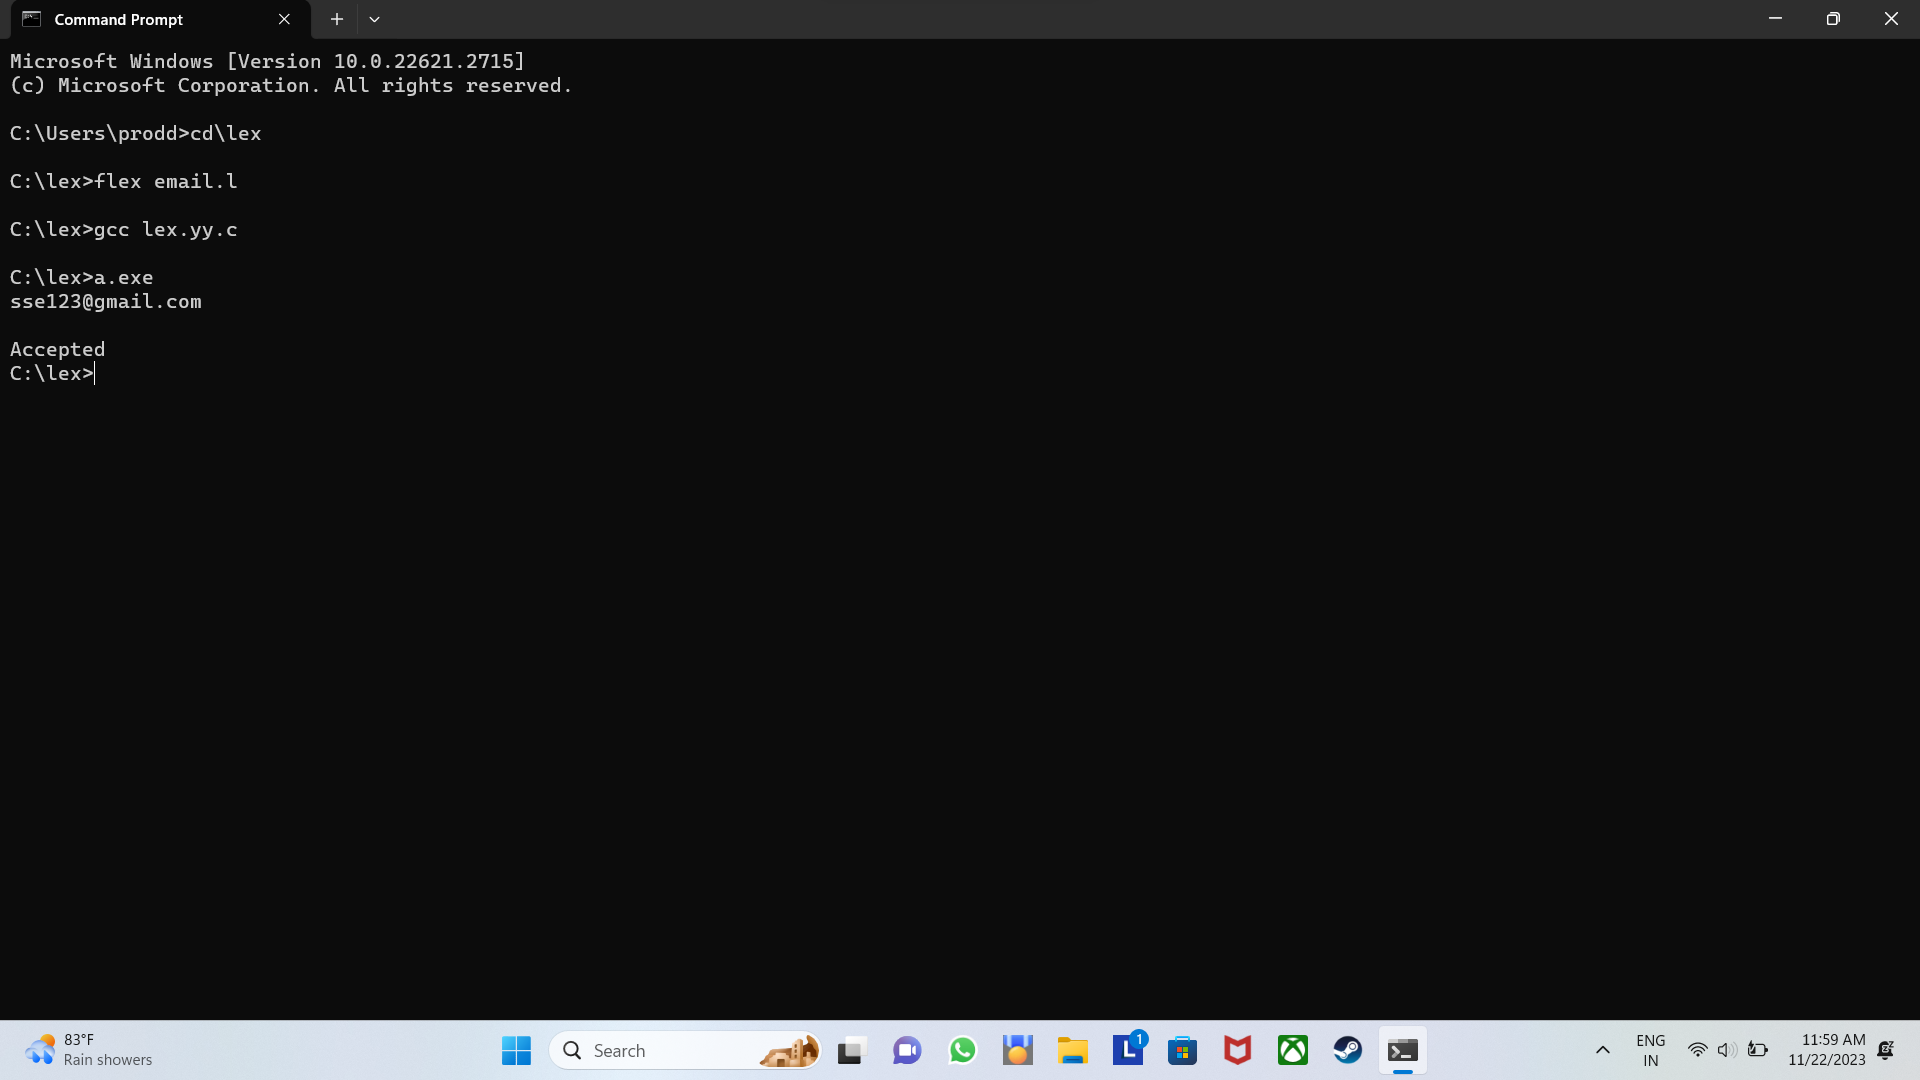 Command Prompt
Microsoft Windows [Version 10.0.22621.2715]
(c) Microsoft Corporation. All rights reserved.
C:\Users\prodd>cd\lex
C:\lex>flex email.l
C:\lex>gcc lex.yy.c
C:\lex>a.exe
sse123@gmail.com
Accepted
C:\lex>
83°F
Rain showers
Search
L
1
ENG
IN
11:59 AM
11/22/2023